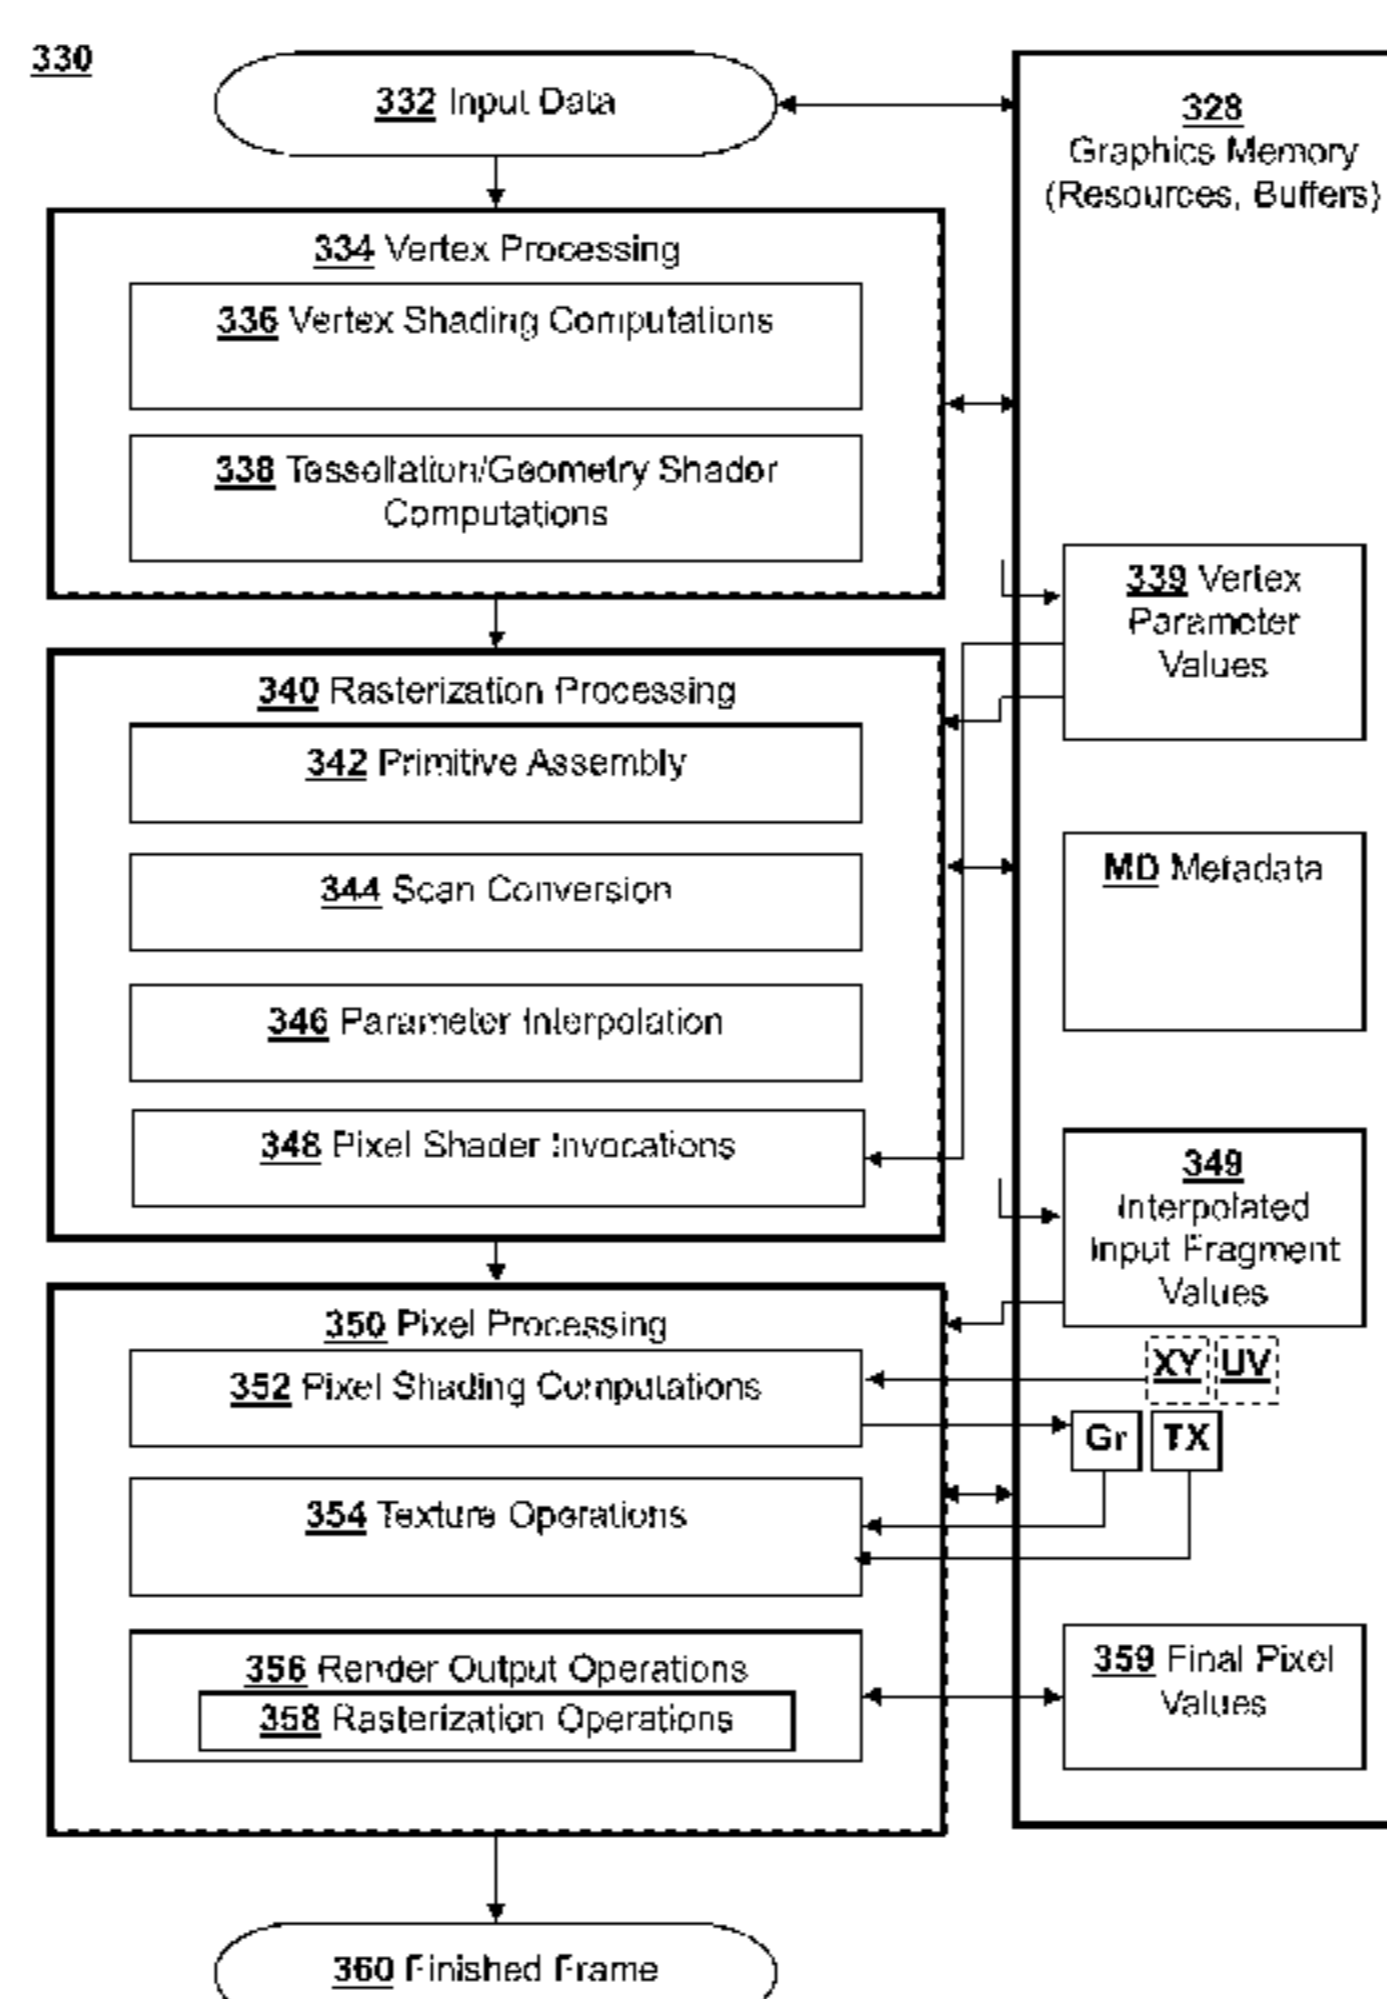 330
332 Input Data
328
Graphics Memory
(Resources, Buffers)
334 Vertex Processing
336 Vertex Shading Computations
338 Tessellation/Geometry Shader
Computations
339 Vertex
Parameter
Values
340 Rasterization Processing
342 Primitive Assembly
344 Scan Conversion
MD Metadata
346 Parameter Interpolation
348 Pixel Shader Invocations
349
Interpolated
Input Fragment
Values
350 Pixel Processing
XY UV
352 Pixel Shading Computations
Gr TX
354 Texture Operations
356 Render Output Operations
358 Rasterization Operations
359 Final Pixel
Values
360 Finished Frame